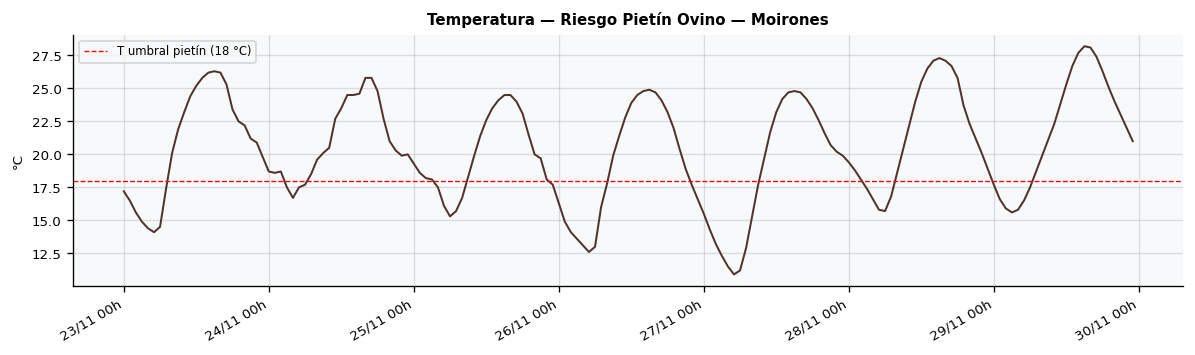 Temperatura — Riesgo Pietín Ovino — Moirones
T umbral pietín (18 °C)
°C
27.5
25.0
22.5
20.0
17.5
15.0
12.5
23/11 00h
24/11 00h
25/11 00h
26/11 00h
27/11 00h
28/11 00h
29/11 00h
30/11 00h